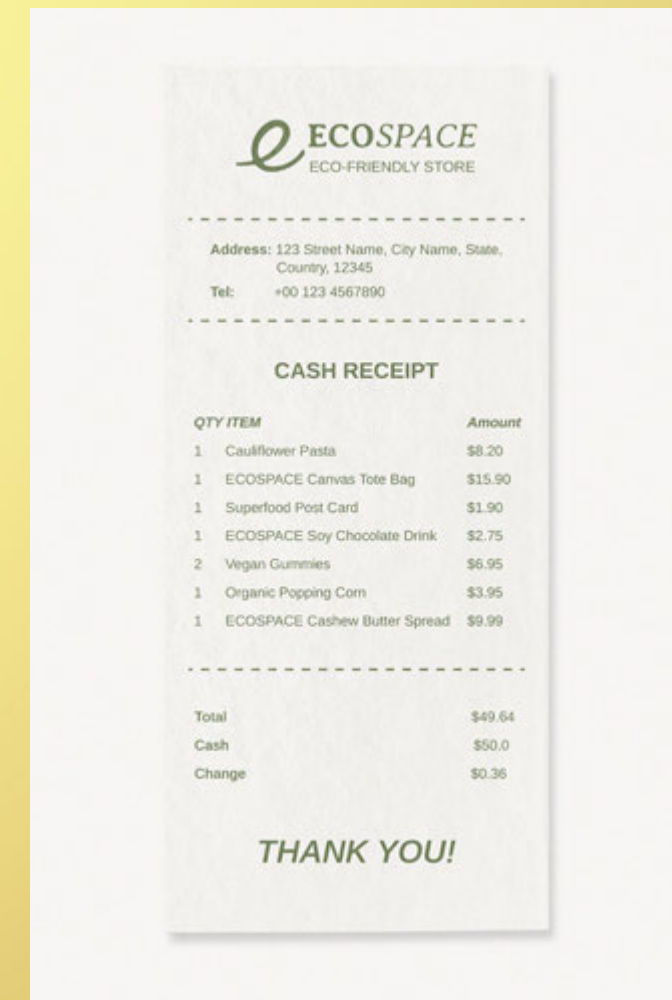 ECOSPACE
ECO-FRIENDLY STORE
Address: 123 Street Name, City Name, State,
Country, 12345
Tel: +00 123 4567890
CASH RECEIPT
QTY ITEM Amount
1 Cauliflower Pasta $8.20
1 ECOSPACE Canvas Tote Bag $15.90
1 Superfood Post Card $1.90
1 ECOSPACE Soy Chocolate Drink $2.75
2 Vegan Gummies $6.95
1 Organic Popping Corn $3.95
1 ECOSPACE Cashew Butter Spread $9.99
Total $49.64
Cash $50.0
Change $0.36
THANK YOU!